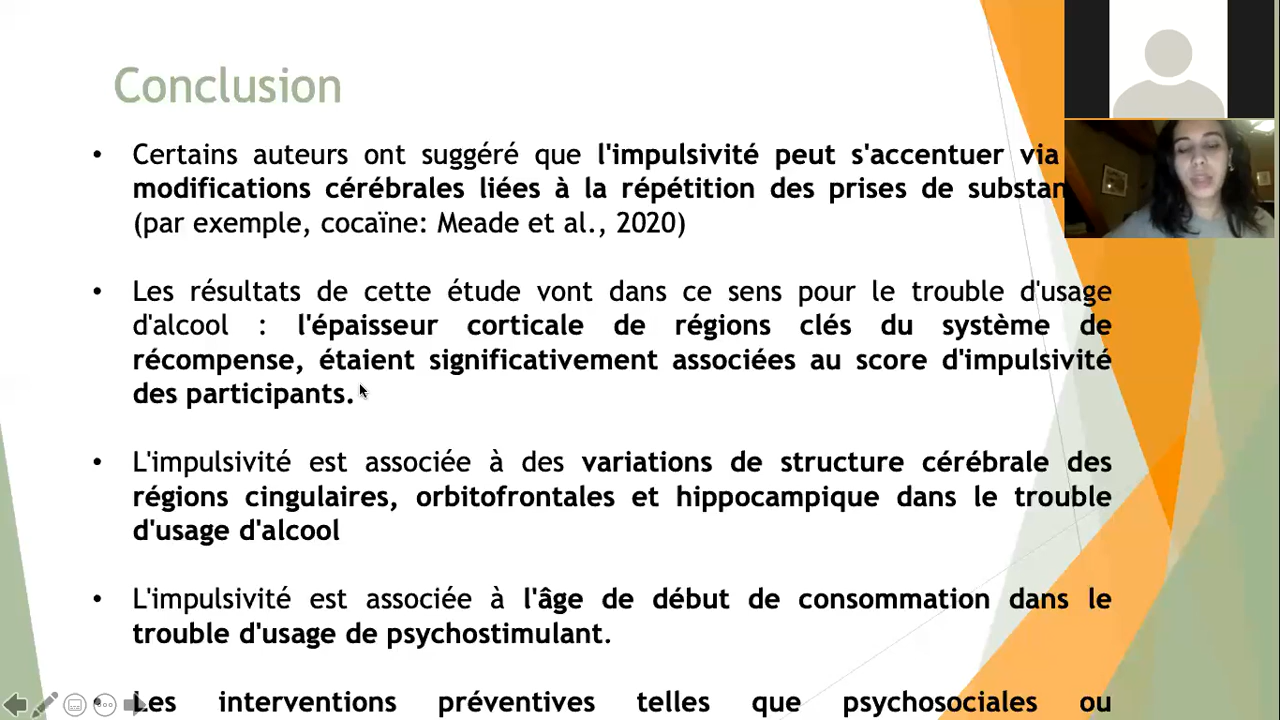 Conclusion
• Certains auteurs ont suggéré que l'impulsivité peut s'accentuer via
modifications cérébrales liées à la répétition des prises de substan
(par exemple, cocaïne: Meade et al., 2020)
• Les résultats de cette étude vont dans ce sens pour le trouble d'usage
d'alcool : l'épaisseur corticale de régions clés du système de
récompense, étaient significativement associées au score d'impulsivité
des participants.
• L'impulsivité est associée à des variations de structure cérébrale des
régions cingulaires, orbitofrontales et hippocampique dans le trouble
d'usage d'alcool
• L'impulsivité est associée à l'âge de début de consommation dans le
trouble d'usage de psychostimulant.
• Les interventions préventives telles que psychosociales ou